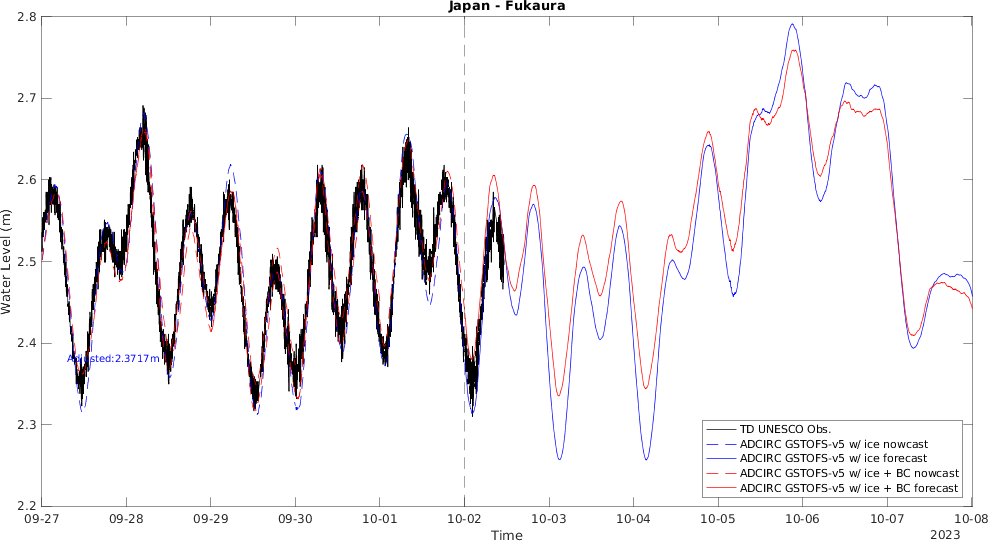 Japan - Fukaura
Water Level (m)
2.8
2.7
2.6
2.5
2.4
2.3
2.2
Adjusted:2.3717m
TD UNESCO Obs.
ADCIRC GSTOFS-v5 w/ ice nowcast
ADCIRC GSTOFS-v5 w/ ice forecast
ADCIRC GSTOFS-v5 w/ ice + BC nowcast
ADCIRC GSTOFS-v5 w/ ice + BC forecast
09-27 09-28 09-29 09-30 10-01 10-02 10-03 10-04 10-05 10-06 10-07 10-08
Time
2023